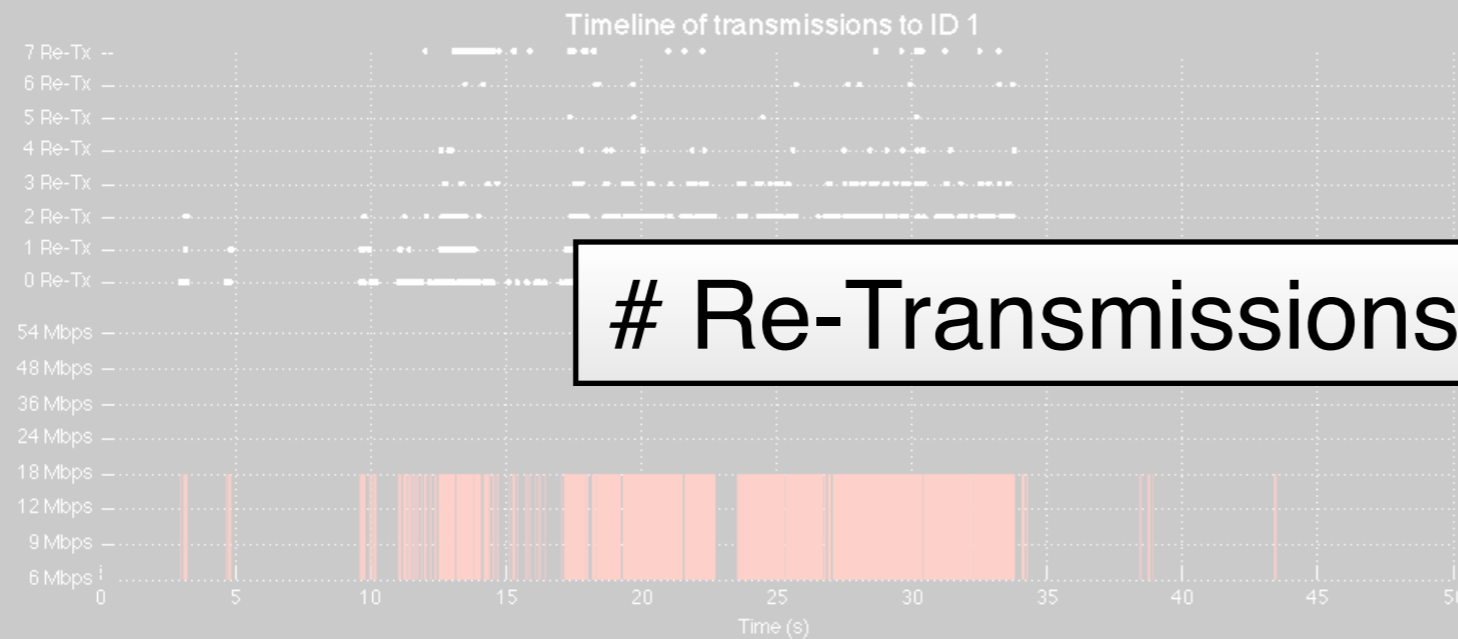 Timeline of transmissions to ID 1
7 Re-Tx
6 Re-Tx
5 Re-Tx
4 Re-Tx
3 Re-Tx
2 Re-Tx
1 Re-Tx
0 Re-Tx
# Re-Transmissions
54 Mbps
48 Mbps
36 Mbps
24 Mbps
18 Mbps
12 Mbps
9 Mbps
6 Mbps
0 5 10 15 20 25 30 35 40 45
Time (s)